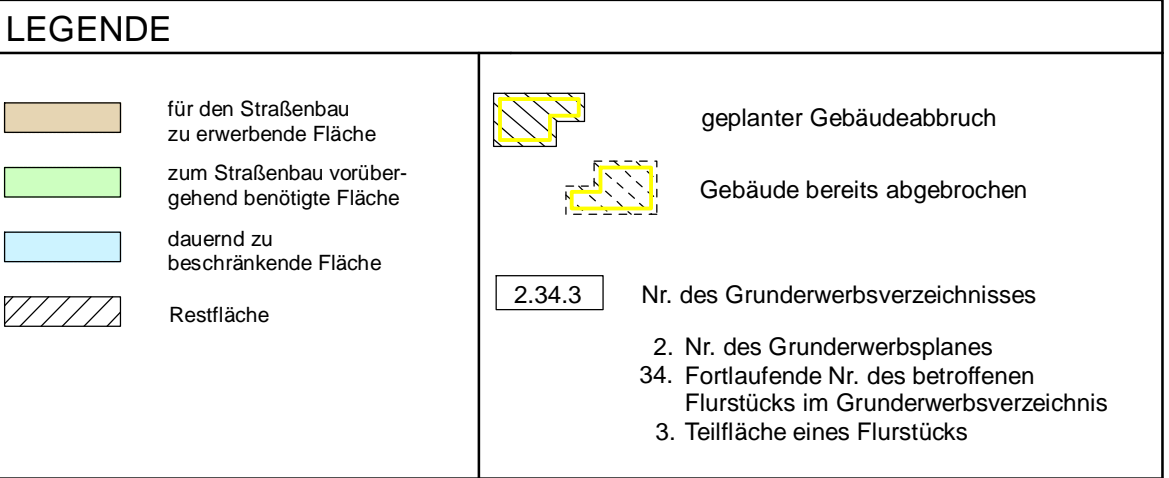 LEGENDE
für den Straßenbau
zu erwerbende Fläche
zum Straßenbau vorüber-
gehend benötigte Fläche
dauernd zu
beschränkende Fläche
Restfläche
geplanter Gebäudeabbruch
Gebäude bereits abgebrochen
2.34.3 Nr. des Grunderwerbsverzeichnisses
2. Nr. des Grunderwerbsplanes
34. Fortlaufende Nr. des betroffenen
Flurstücks im Grunderwerbsverzeichnis
3. Teilfläche eines Flurstücks